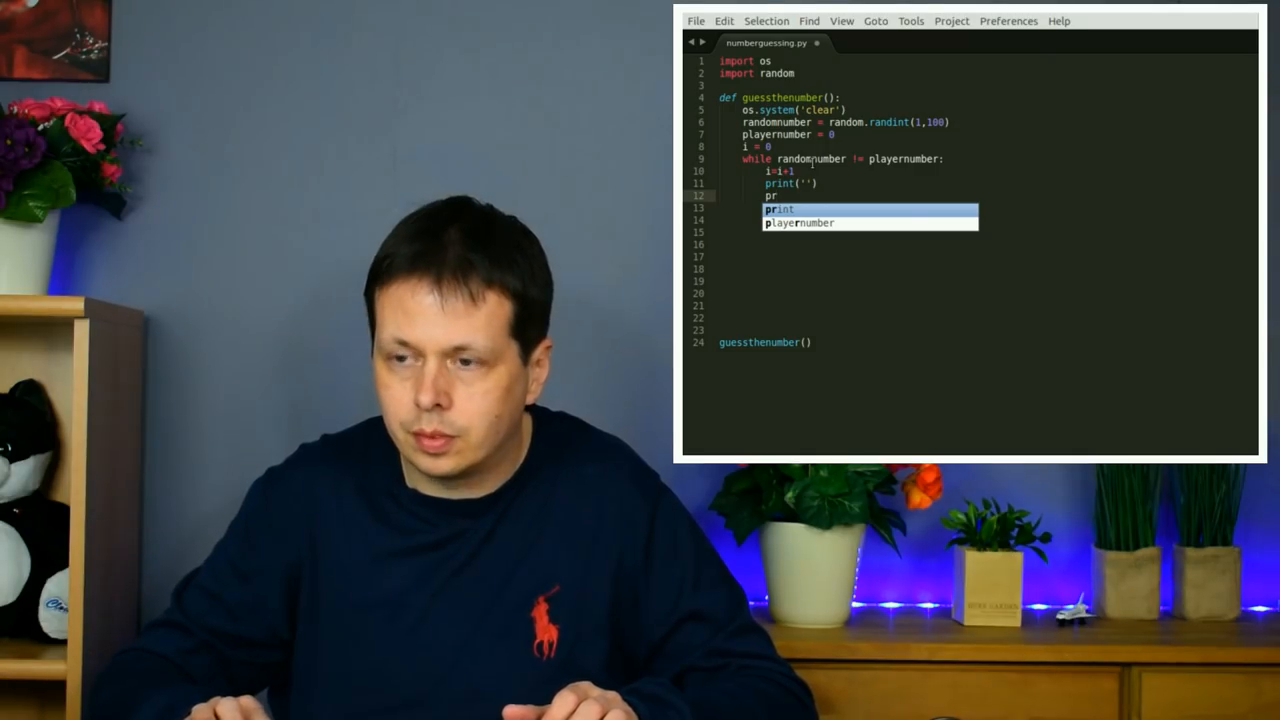 File Edit Selection Find View Goto Tools Project Preferences Help
numberguessing.py
1 import os
2 import random
3
4 def guessthenumber():
5 os.system('clear')
6 randomnumber = random.randint(1,100)
7 playernumber = 0
8 i = 0
9 while randomnumber != playernumber:
10 i=i+1
11 print('')
12 pr
13 print
14 playernumber
15
16
17
18
19
20
21
22
23
24 guessthenumber()